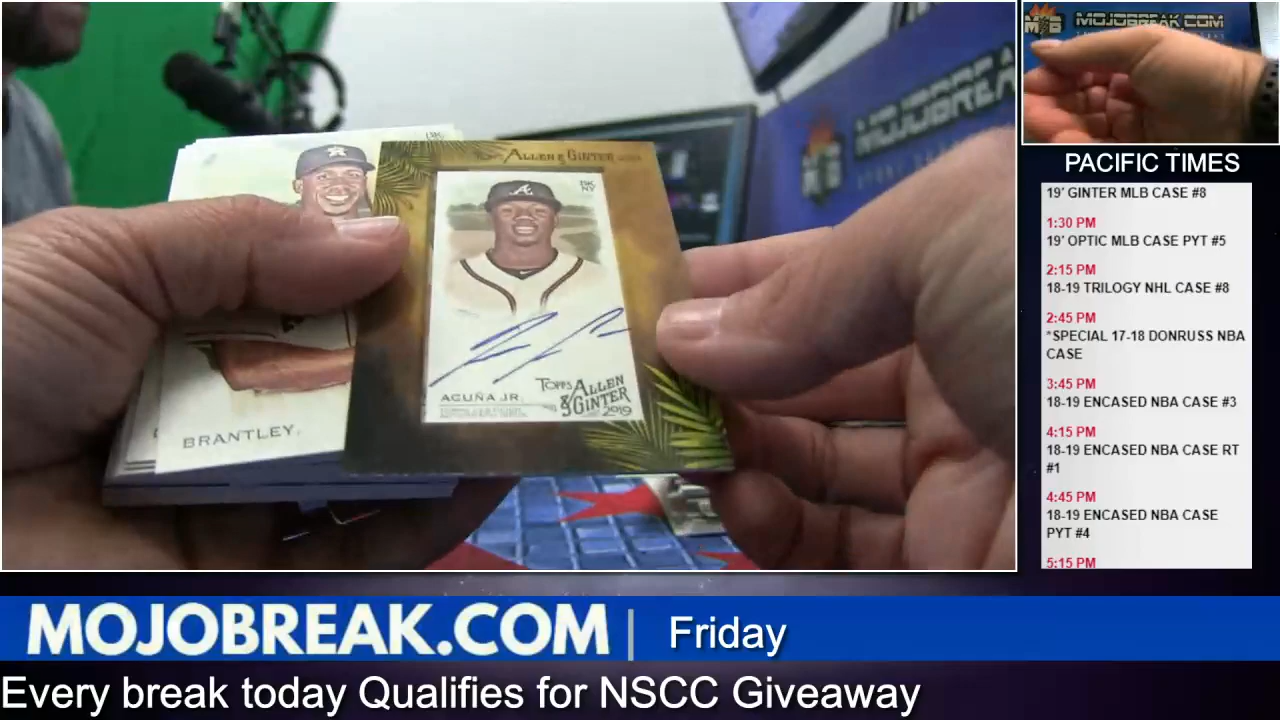 TOPPS ALLEN & GINTER
BK
NY
ACUÑA JR.
TOPPS ALLEN
& GINTER
2019
BRANTLEY.
MOJOBREAK
MOJOBREAK.COM
PACIFIC TIMES
19' GINTER MLB CASE #8
1:30 PM
19' OPTIC MLB CASE PYT #5
2:15 PM
18-19 TRILOGY NHL CASE #8
2:45 PM
*SPECIAL 17-18 DONRUSS NBA
CASE
3:45 PM
18-19 ENCASED NBA CASE #3
4:15 PM
18-19 ENCASED NBA CASE RT
#1
4:45 PM
18-19 ENCASED NBA CASE
PYT #4
5:15 PM
MOJOBREAK.COM | Friday
Every break today Qualifies for NSCC Giveaway